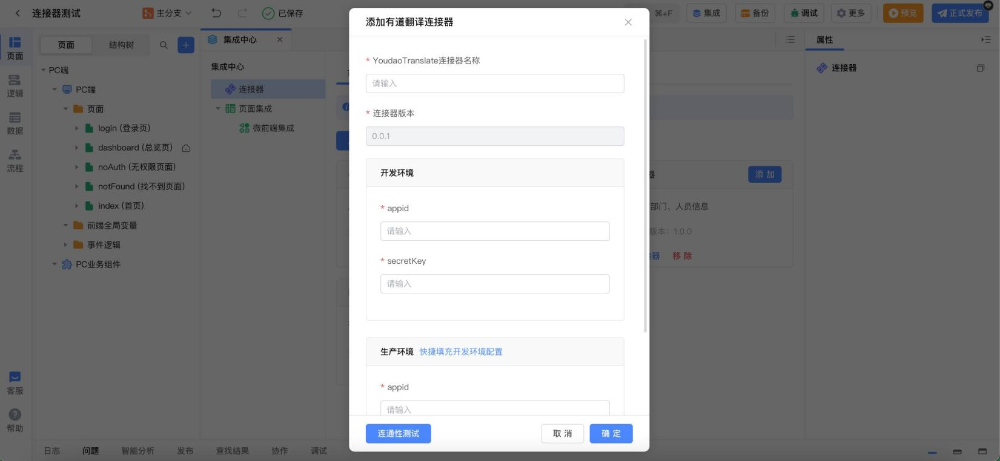 连接器测试
主分支
已保存
⌘+F
集成
备份
调试
更多
预览
正式发布
页面
逻辑
数据
流程
客服
帮助
页面
结构树
PC端
PC端
页面
login (登录页)
dashboard (总览页)
noAuth (无权限页面)
notFound (找不到页面)
index (首页)
前端全局变量
事件逻辑
PC业务组件
集成中心
集成中心
连接器
页面集成
微前端集成
添加有道翻译连接器
* YoudaoTranslate连接器名称
请输入
* 连接器版本
0.0.1
开发环境
* appid
请输入
* secretKey
请输入
生产环境 快捷填充开发环境配置
* appid
请输入
连通性测试
取 消
确 定
器
添 加
部门、人员信息
版本：1.0.0
器
移 除
属性
连接器
日志
问题
智能分析
发布
查找结果
协作
调试